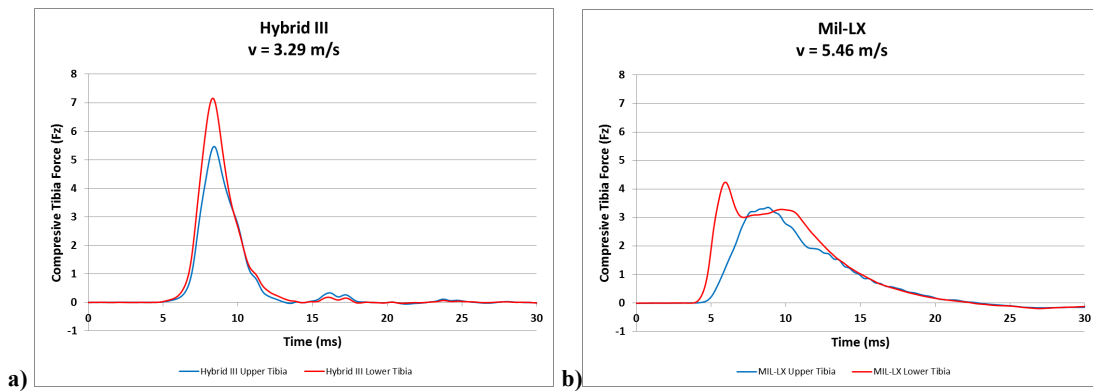 Hybrid III
v = 3.29 m/s
Compresive Tibia Force (Fz)
8
7
6
5
4
3
2
1
0
-1
0 5 10 15 20 25 30
Time (ms)
Hybrid III Upper Tibia Hybrid III Lower Tibia
a)
Mil-LX
v = 5.46 m/s
Compresive Tibia Force (Fz)
8
7
6
5
4
3
2
1
0
-1
0 5 10 15 20 25 30
Time (ms)
MIL-LX Upper Tibia MIL-LX Lower Tibia
b)